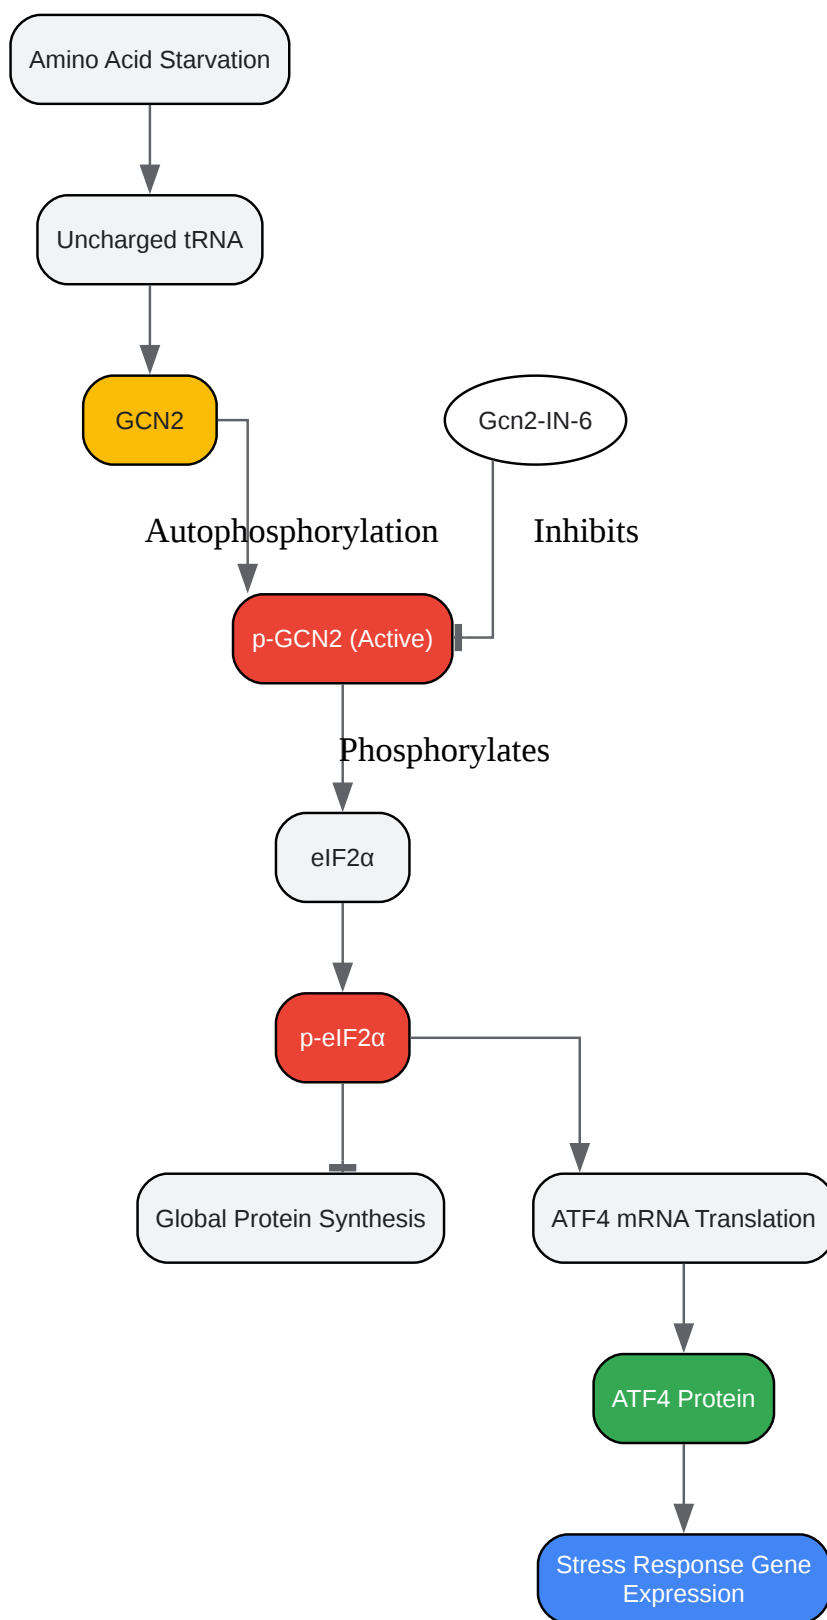 Amino Acid Starvation
Uncharged tRNA
GCN2
Gcn2-IN-6
Autophosphorylation
Inhibits
p-GCN2 (Active)
Phosphorylates
eIF2α
p-eIF2α
Global Protein Synthesis
ATF4 mRNA Translation
ATF4 Protein
Stress Response Gene
Expression